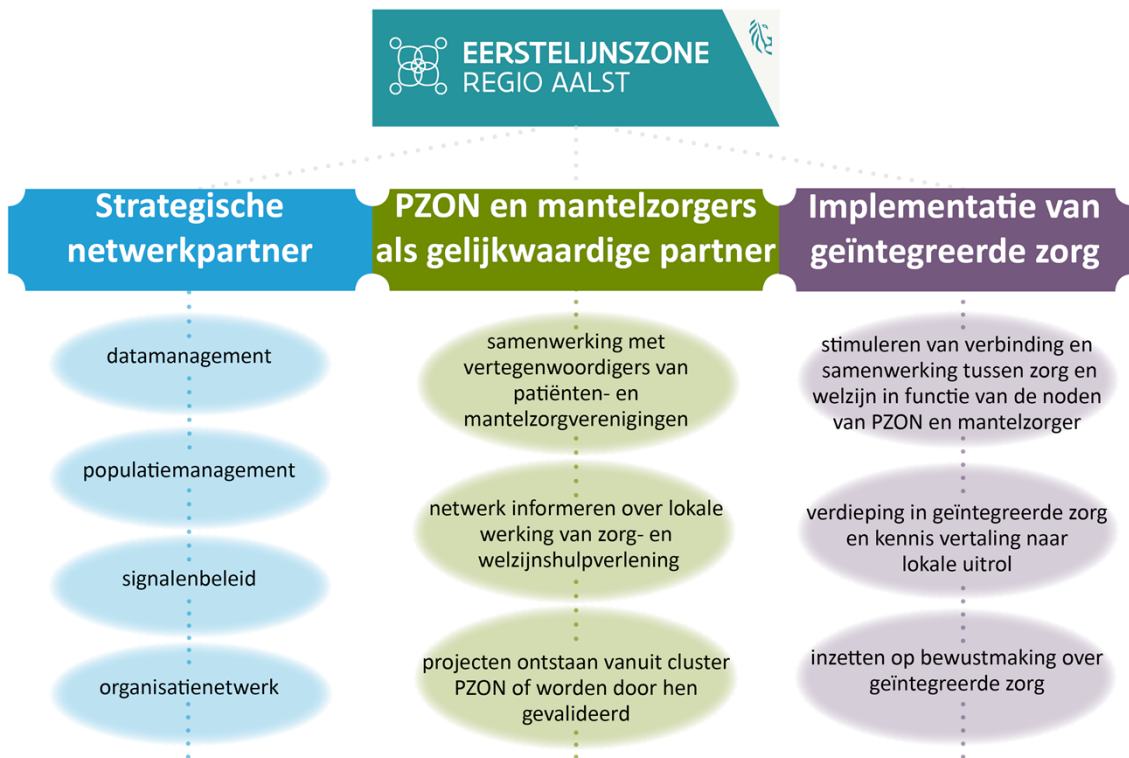 EERSTELIJNSZONE
REGIO AALST
Strategische
netwerkpartner
datamanagement
populatiemanagement
signalenbeleid
organisatienetwerk
PZON en mantelzorgers
als gelijkwaardige partner
samenwerking met
vertegenwoordigers van
patiënten- en
mantelzorgverenigingen
netwerk informeren over lokale
werking van zorg- en
welzijnshulpverlening
projecten ontstaan vanuit cluster
PZON of worden door hen
gevalideerd
Implementatie van
geïntegreerde zorg
stimuleren van verbinding en
samenwerking tussen zorg en
welzijn in functie van de noden
van PZON en mantelzorger
verdieping in geïntegreerde zorg
en kennis vertaling naar
lokale uitrol
inzetten op bewustmaking over
geïntegreerde zorg